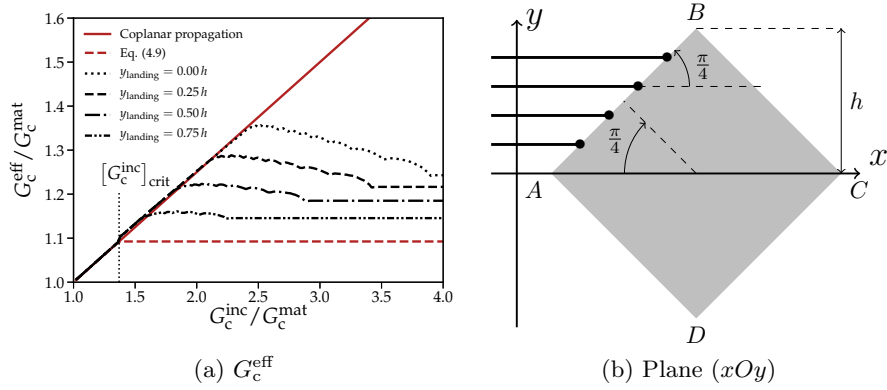 1.6
1.5
1.4
1.3
1.2
1.1
1.0
G_c^eff/G_c^mat
Coplanar propagation
Eq. (4.9)
y_landing = 0.00 h
y_landing = 0.25 h
y_landing = 0.50 h
y_landing = 0.75 h
[G_c^inc]_crit
1.0 1.5 2.0 2.5 3.0 3.5 4.0
G_c^inc/G_c^mat
(a) G_c^eff
y
B
π/4
h
π/4
x
A
C
D
(b) Plane (xOy)